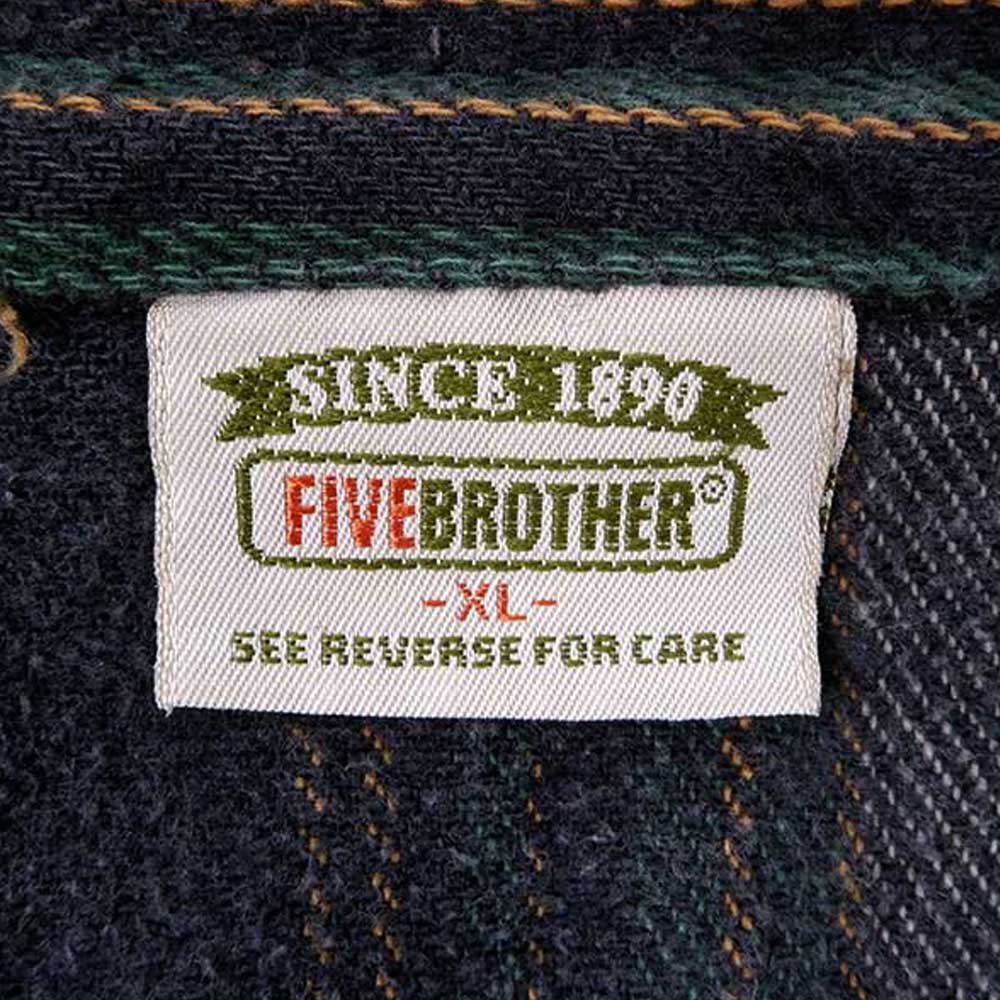 SINCE 1890
FIVEBROTHER®
-XL-
SEE REVERSE FOR CARE